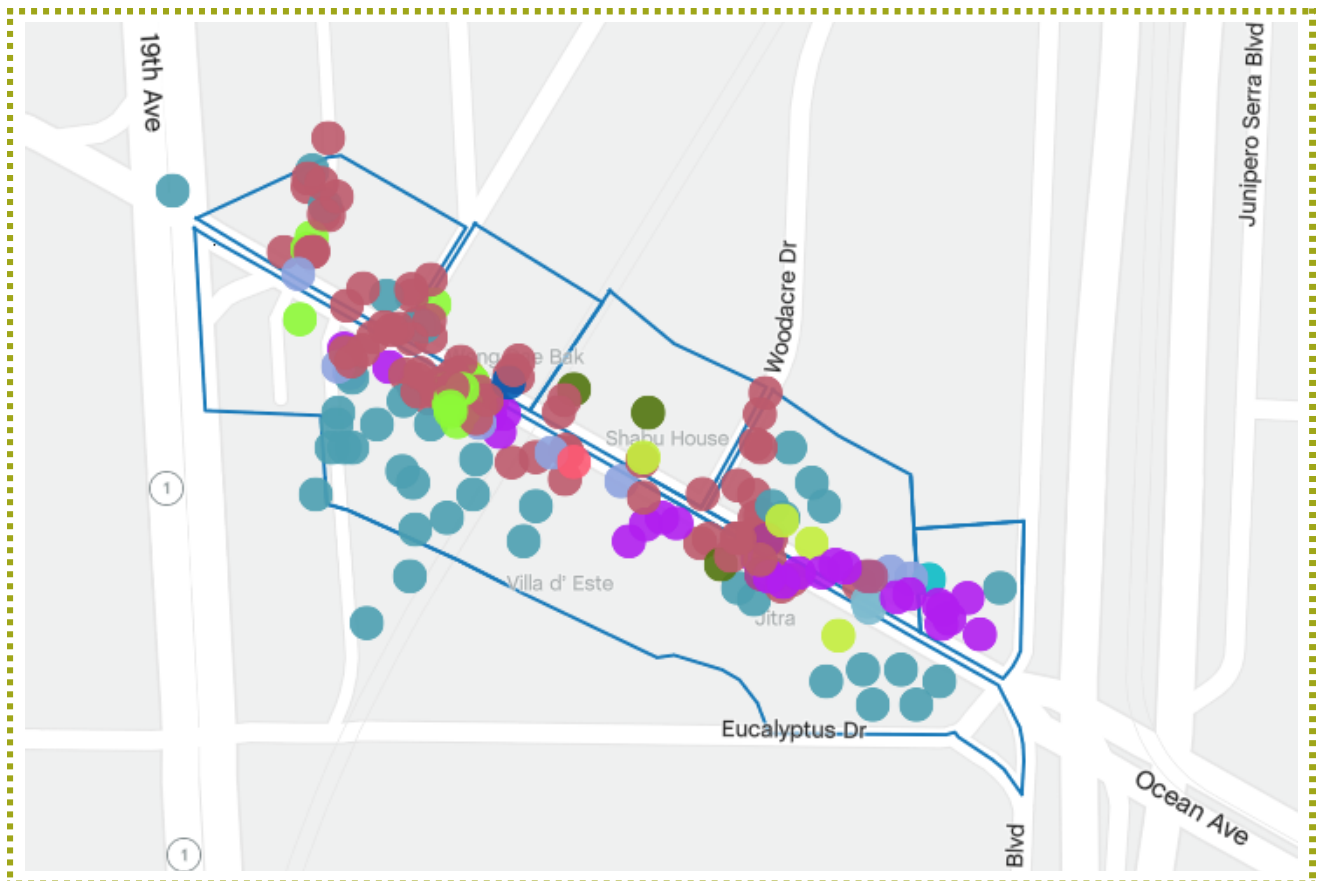 19th Ave
Junipero Serra Blvd
Woodacre Dr
Bak
Shabu House
1
Villa d' Este
Jitra
Eucalyptus Dr
Ocean Ave
Blvd
1